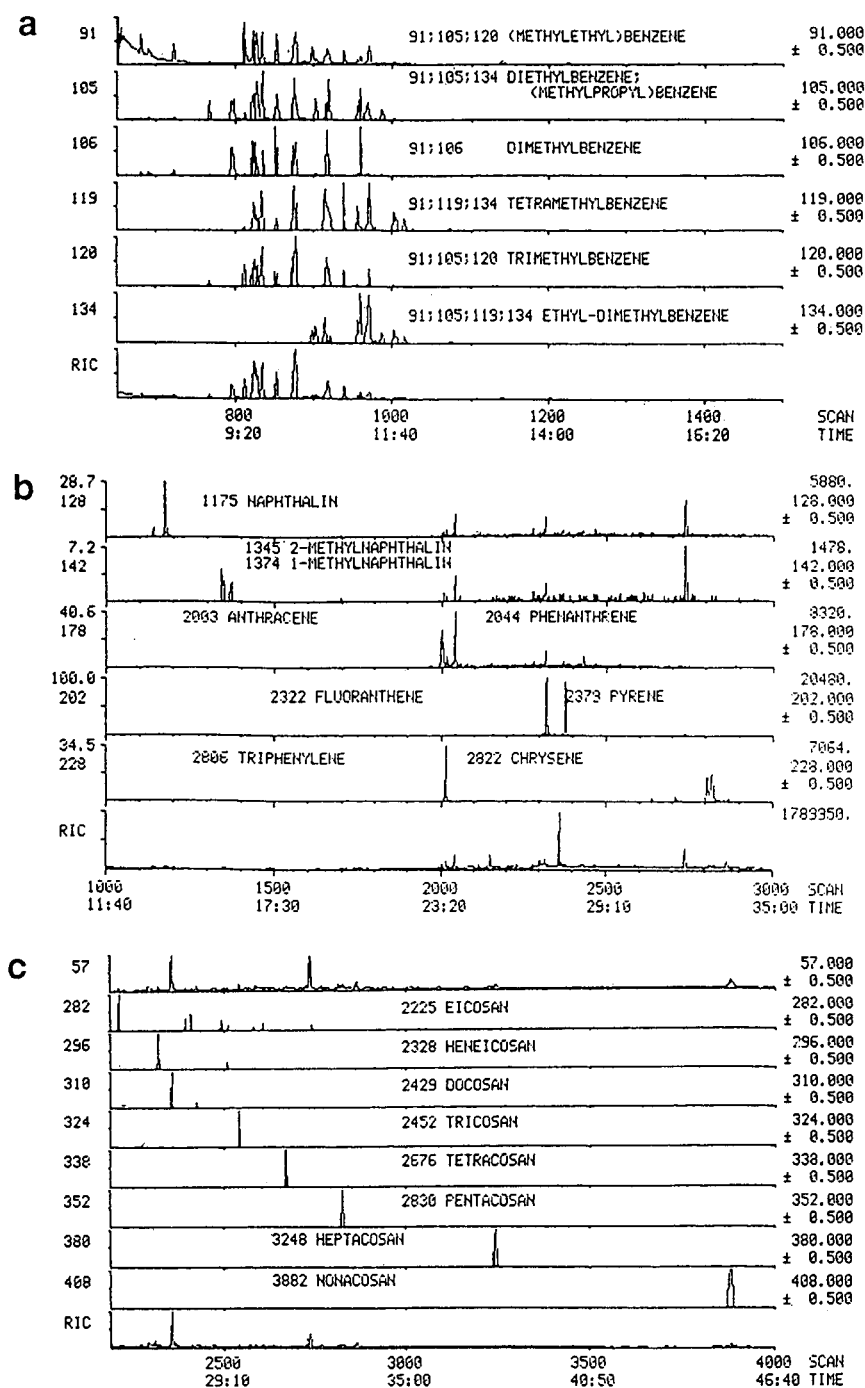 a
91 91;105;120 (METHYLETHYL)BENZENE 91.000
± 0.500
105 91;105;134 DIETHYLBENZENE; 105.000
(METHYLPROPYL)BENZENE ± 0.500
106 91;106 DIMETHYLBENZENE 106.000
± 0.500
119 91;119;134 TETRAMETHYLBENZENE 119.000
± 0.500
120 91;105;120 TRIMETHYLBENZENE 120.000
± 0.500
134 91;105;119;134 ETHYL-DIMETHYLBENZENE 134.000
± 0.500
RIC
800 1000 1200 1400 SCAN
9:20 11:40 14:00 16:20 TIME
b
28.7 5880.
128 1175 NAPHTHALIN 128.000
± 0.500
7.2 1345 2-METHYLNAPHTHALIN 1478.
142 1374 1-METHYLNAPHTHALIN 142.000
± 0.500
40.6 2003 ANTHRACENE 2044 PHENANTHRENE 8320.
178 178.000
± 0.500
100.0 20480.
202 2322 FLUORANTHENE 2379 PYRENE 202.000
± 0.500
34.5 2806 TRIPHENYLENE 2822 CHRYSENE 7064.
228 228.000
± 0.500
RIC 1789350.
1000 1500 2000 2500 3000 SCAN
11:40 17:30 23:20 29:10 35:00 TIME
c
57 57.000
± 0.500
282 2225 EICOSAN 282.000
± 0.500
296 2328 HENEICOSAN 296.000
± 0.500
310 2429 DOCOSAN 310.000
± 0.500
324 2452 TRICOSAN 324.000
± 0.500
338 2676 TETRACOSAN 338.000
± 0.500
352 2830 PENTACOSAN 352.000
± 0.500
380 3248 HEPTACOSAN 380.000
± 0.500
408 3882 NONACOSAN 408.000
± 0.500
RIC
2500 3000 3500 4000 SCAN
29:10 35:00 40:50 46:40 TIME